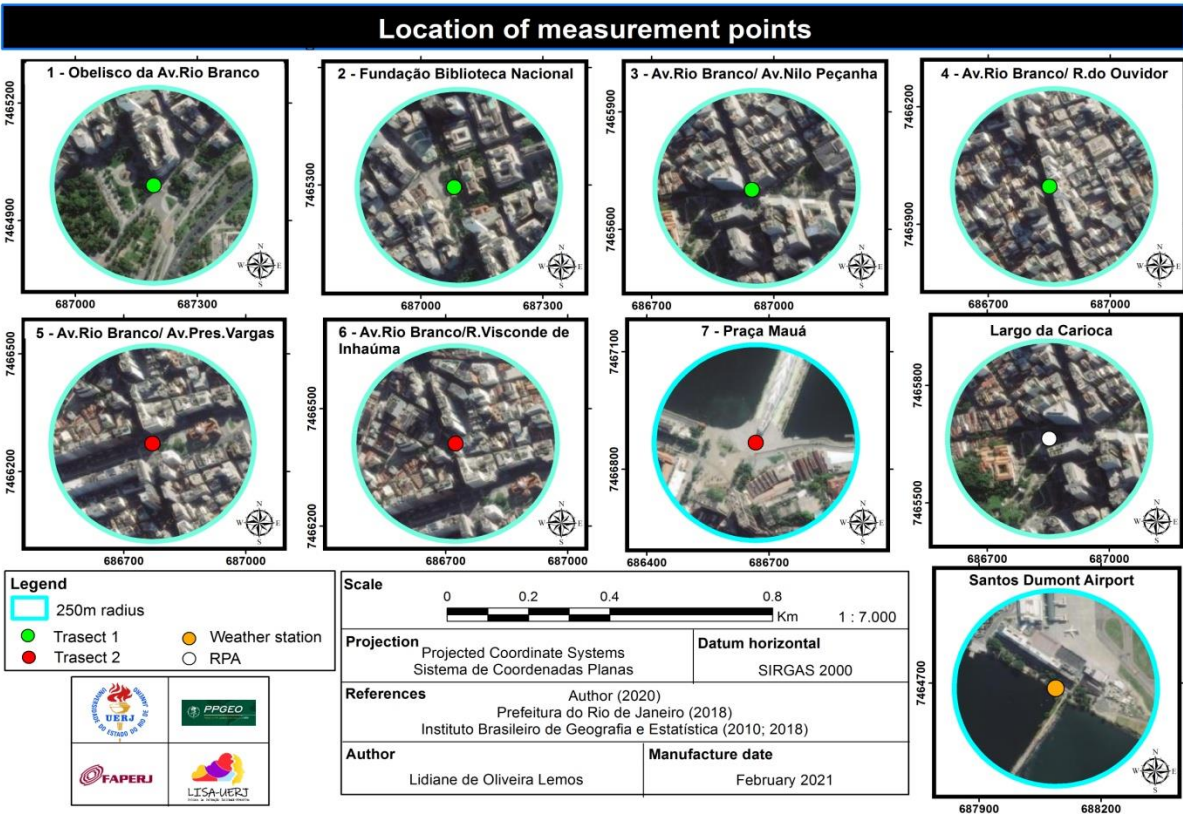 Location of measurement points
1 - Obelisco da Av.Rio Branco
7465200
7464900
687000
687300
2 - Fundação Biblioteca Nacional
7465300
687000
687300
3 - Av.Rio Branco/ Av.Nilo Peçanha
7465900
7465600
686700
687000
4 - Av.Rio Branco/ R.do Ouvidor
7466200
7465900
686700
687000
5 - Av.Rio Branco/ Av.Pres.Vargas
7466500
7466200
686700
687000
6 - Av.Rio Branco/R.Visconde de
Inhaúma
7466500
7466200
686700
687000
7 - Praça Mauá
7467100
7466800
686400
686700
Largo da Carioca
7465800
7465500
686700
687000
Santos Dumont Airport
7464700
687900
688200
N
W
E
S
N
W
E
S
N
W
E
S
N
W
E
S
N
W
E
S
N
W
E
S
N
W
E
S
N
W
E
S
N
W
E
S
Legend
250m radius
Trasect 1
Weather station
Trasect 2
RPA
UERJ
UNIVERSIDADE DO ESTADO DO RIO DE JANEIRO
PPGEO
FAPERJ
LISA-UERJ
Scale
0 0.2 0.4 0.8
Km 1 : 7.000
Projection
Projected Coordinate Systems
Sistema de Coordenadas Planas
Datum horizontal
SIRGAS 2000
References
Author (2020)
Prefeitura do Rio de Janeiro (2018)
Instituto Brasileiro de Geografia e Estatística (2010; 2018)
Author
Lidiane de Oliveira Lemos
Manufacture date
February 2021